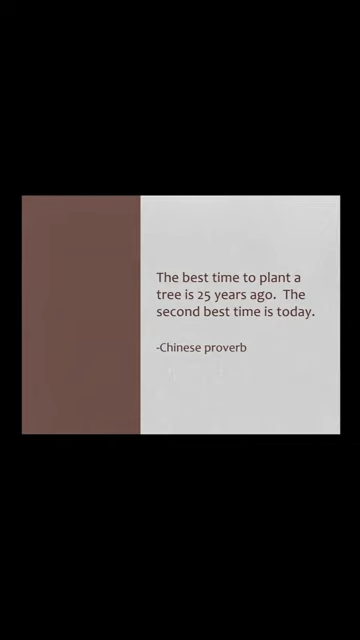 The best time to plant a
tree is 25 years ago.  The
second best time is today.
-Chinese proverb